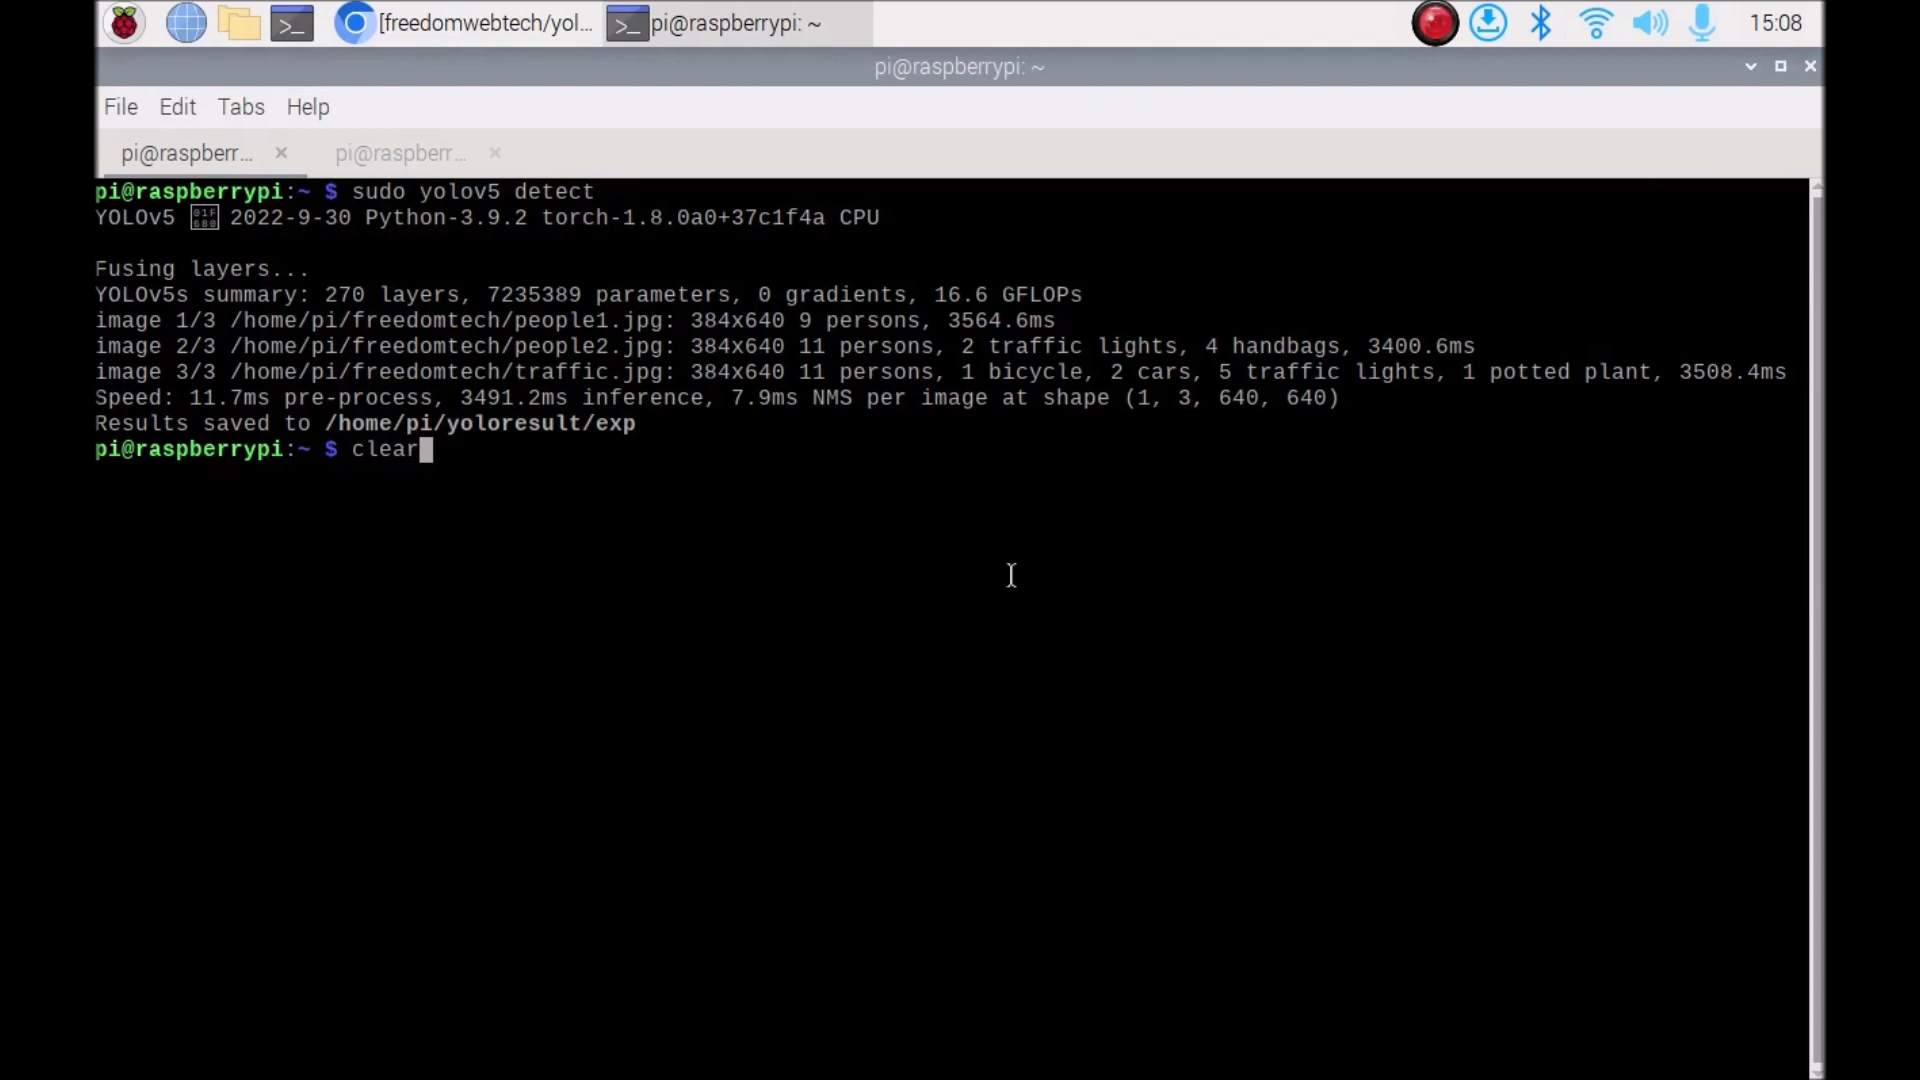 [freedomwebtech/yol...
pi@raspberrypi: ~
15:08
pi@raspberrypi: ~
File Edit Tabs Help
pi@raspberr...
pi@raspberr...
pi@raspberrypi:~ $ sudo yolov5 detect
YOLOv5 01F680 2022-9-30 Python-3.9.2 torch-1.8.0a0+37c1f4a CPU
Fusing layers...
YOLOv5s summary: 270 layers, 7235389 parameters, 0 gradients, 16.6 GFLOPs
image 1/3 /home/pi/freedomtech/people1.jpg: 384x640 9 persons, 3564.6ms
image 2/3 /home/pi/freedomtech/people2.jpg: 384x640 11 persons, 2 traffic lights, 4 handbags, 3400.6ms
image 3/3 /home/pi/freedomtech/traffic.jpg: 384x640 11 persons, 1 bicycle, 2 cars, 5 traffic lights, 1 potted plant, 3508.4ms
Speed: 11.7ms pre-process, 3491.2ms inference, 7.9ms NMS per image at shape (1, 3, 640, 640)
Results saved to /home/pi/yoloresult/exp
pi@raspberrypi:~ $ clear